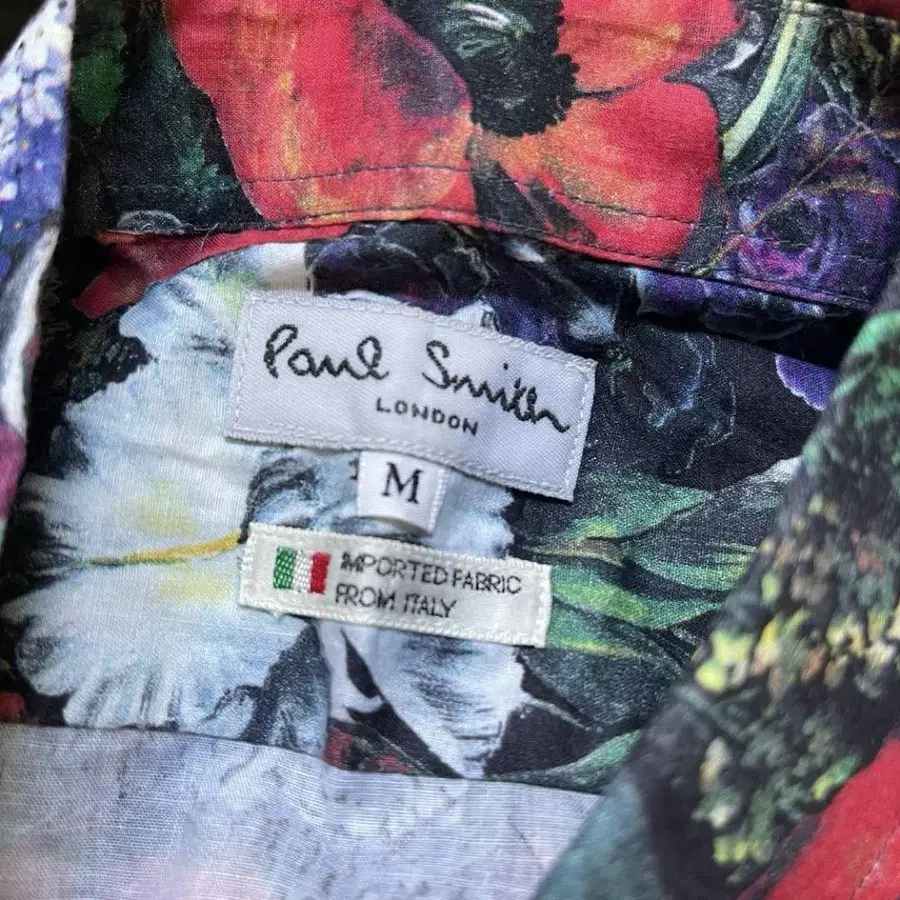 Paul Smith
LONDON
M
IMPORTED FABRIC
FROM ITALY